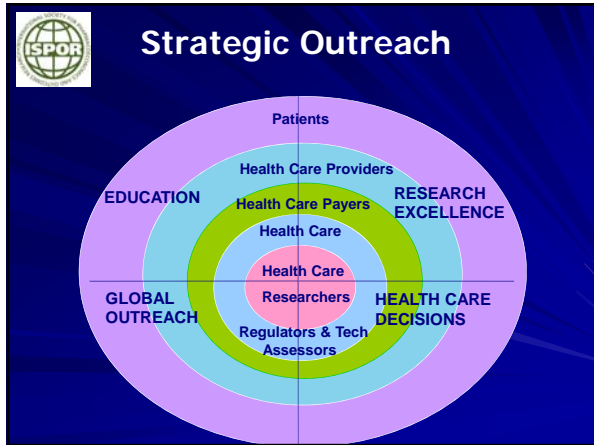 ISPOR
Strategic Outreach
Patients
Health Care Providers
EDUCATION
RESEARCH
EXCELLENCE
Health Care Payers
Health Care
Health Care
Researchers
GLOBAL
OUTREACH
HEALTH CARE
DECISIONS
Regulators & Tech
Assessors